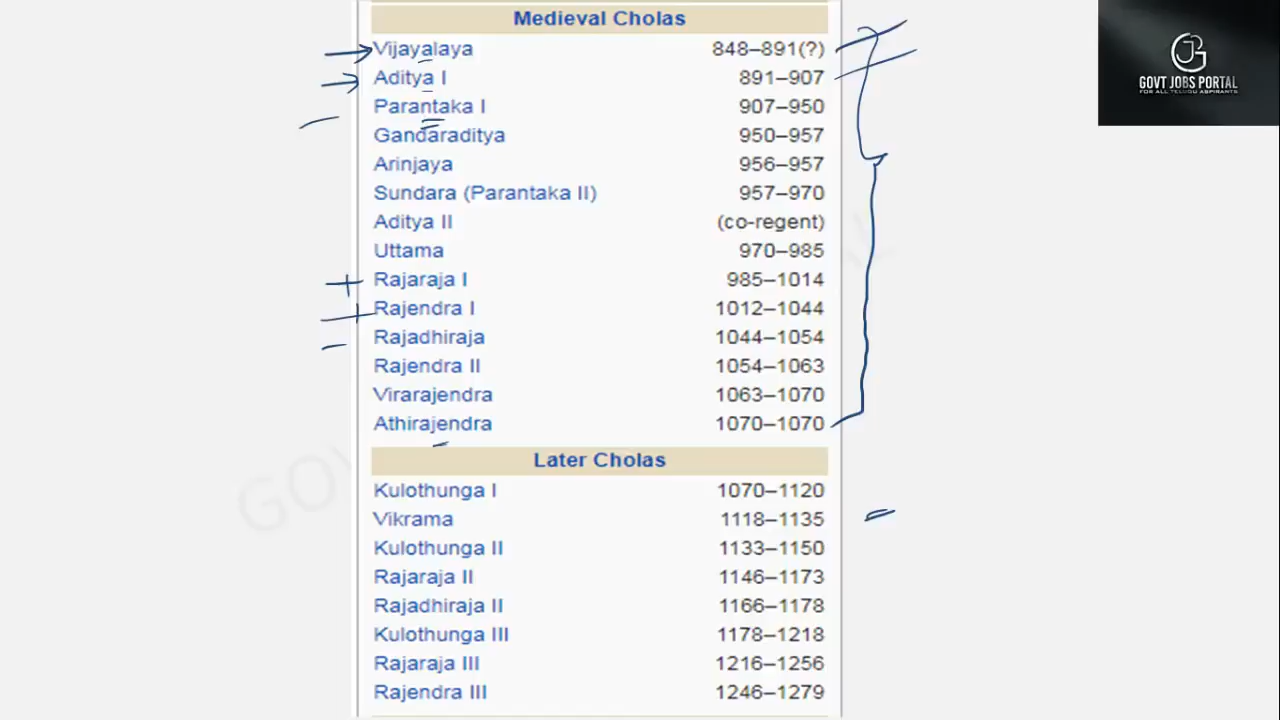 Medieval Cholas
Vijayalaya 848–891(?)
Aditya I 891–907
Parantaka I 907–950
Gandaraditya 950–957
Arinjaya 956–957
Sundara (Parantaka II) 957–970
Aditya II (co-regent)
Uttama 970–985
Rajaraja I 985–1014
Rajendra I 1012–1044
Rajadhiraja 1044–1054
Rajendra II 1054–1063
Virarajendra 1063–1070
Athirajendra 1070–1070
Later Cholas
Kulothunga I 1070–1120
Vikrama 1118–1135
Kulothunga II 1133–1150
Rajaraja II 1146–1173
Rajadhiraja II 1166–1178
Kulothunga III 1178–1218
Rajaraja III 1216–1256
Rajendra III 1246–1279
GOVT JOBS PORTAL
FOR ALL TELUGU ASPIRANTS